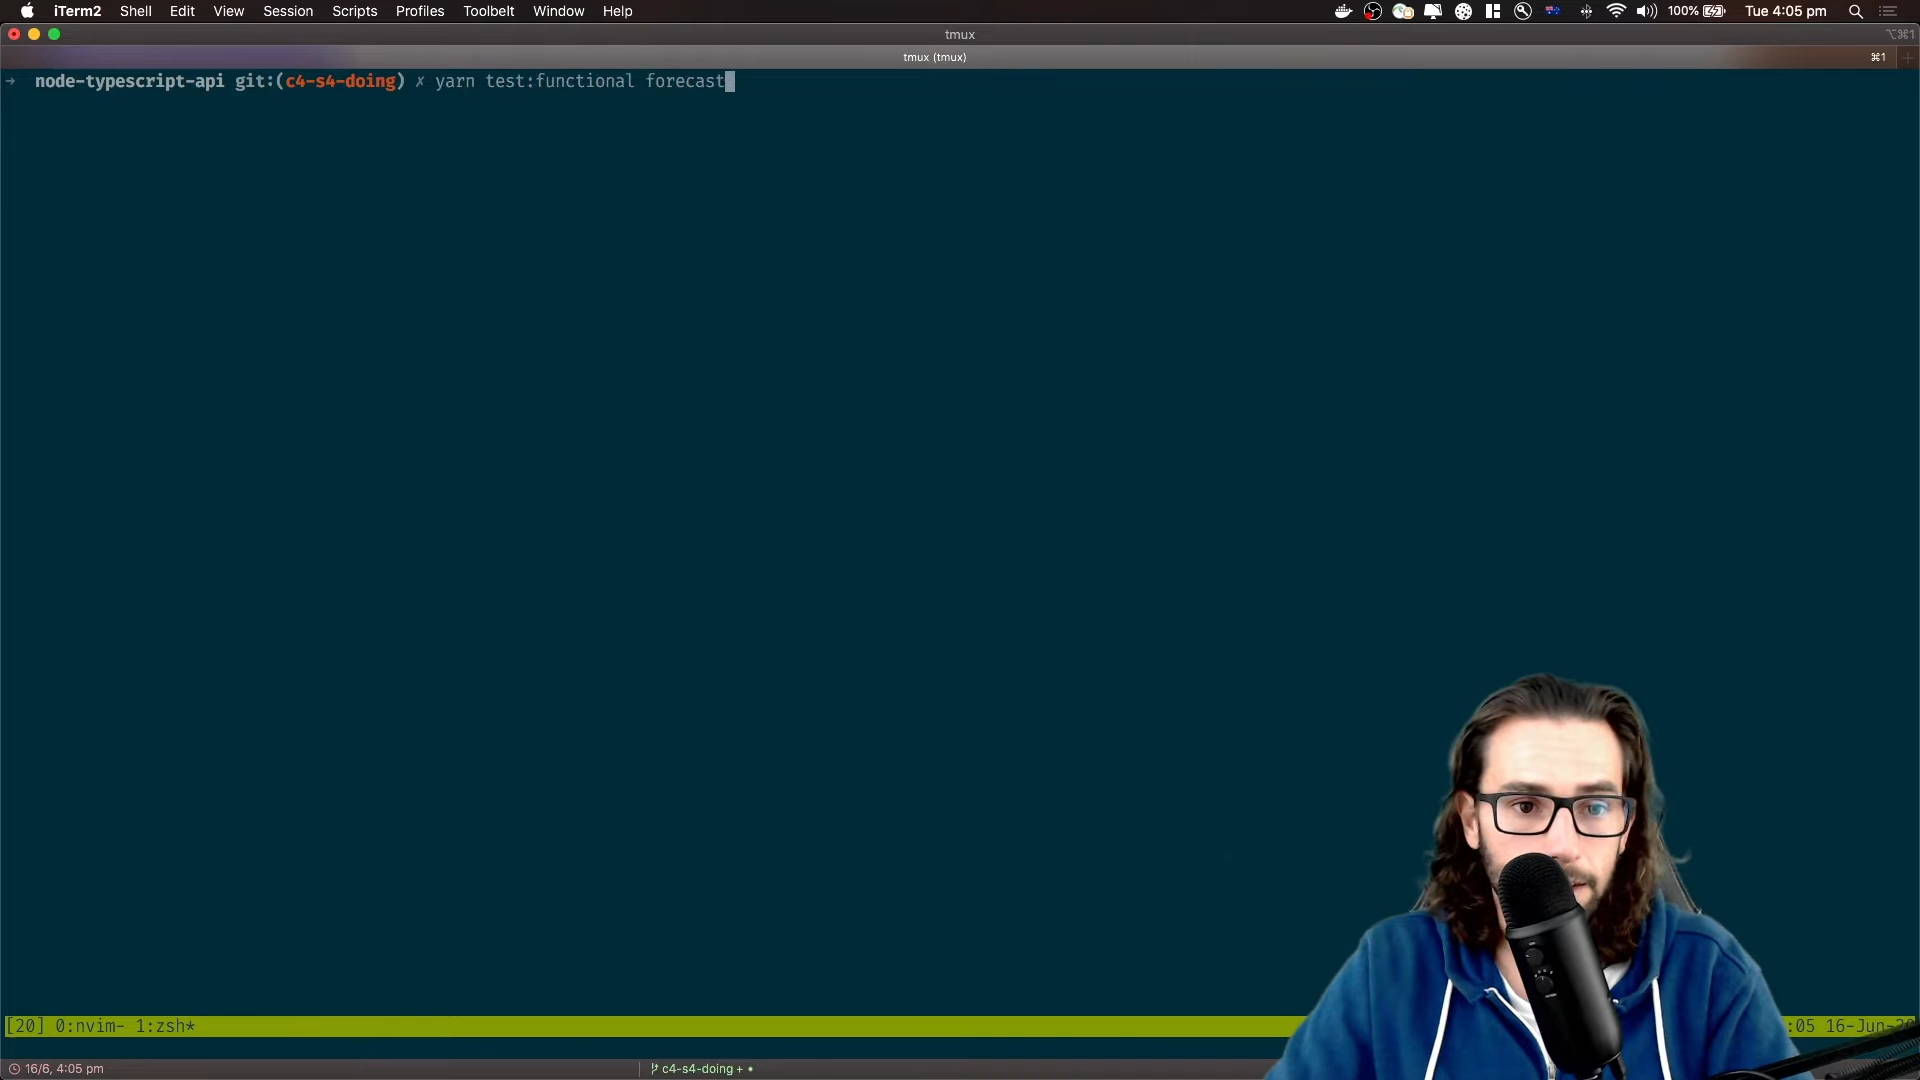 iTerm2 Shell Edit View Session Scripts Profiles Toolbelt Window Help 100% Tue 4:05 pm
tmux ⌥⌘1
tmux (tmux) ⌘1
→ node-typescript-api git:(c4-s4-doing) ✗ yarn test:functional forecast
[20] 0:nvim- 1:zsh* :05 16-Jun-20
16/6, 4:05 pm c4-s4-doing + •